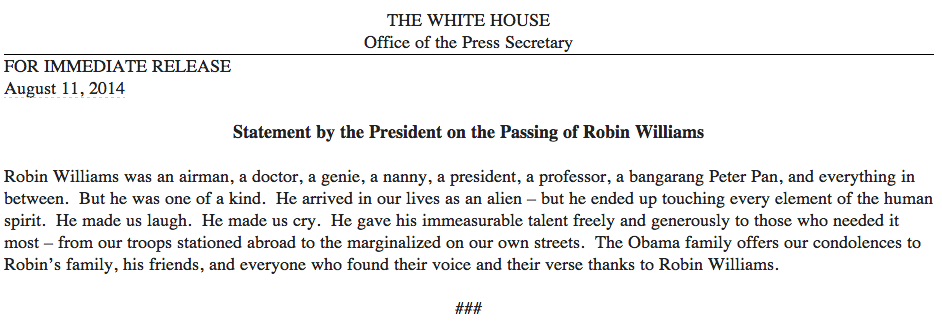 THE WHITE HOUSE
Office of the Press Secretary
FOR IMMEDIATE RELEASE
August 11, 2014
Statement by the President on the Passing of Robin Williams
Robin Williams was an airman, a doctor, a genie, a nanny, a president, a professor, a bangarang Peter Pan, and everything in
between.  But he was one of a kind.  He arrived in our lives as an alien – but he ended up touching every element of the human
spirit.  He made us laugh.  He made us cry.  He gave his immeasurable talent freely and generously to those who needed it
most – from our troops stationed abroad to the marginalized on our own streets.  The Obama family offers our condolences to
Robin’s family, his friends, and everyone who found their voice and their verse thanks to Robin Williams.
###